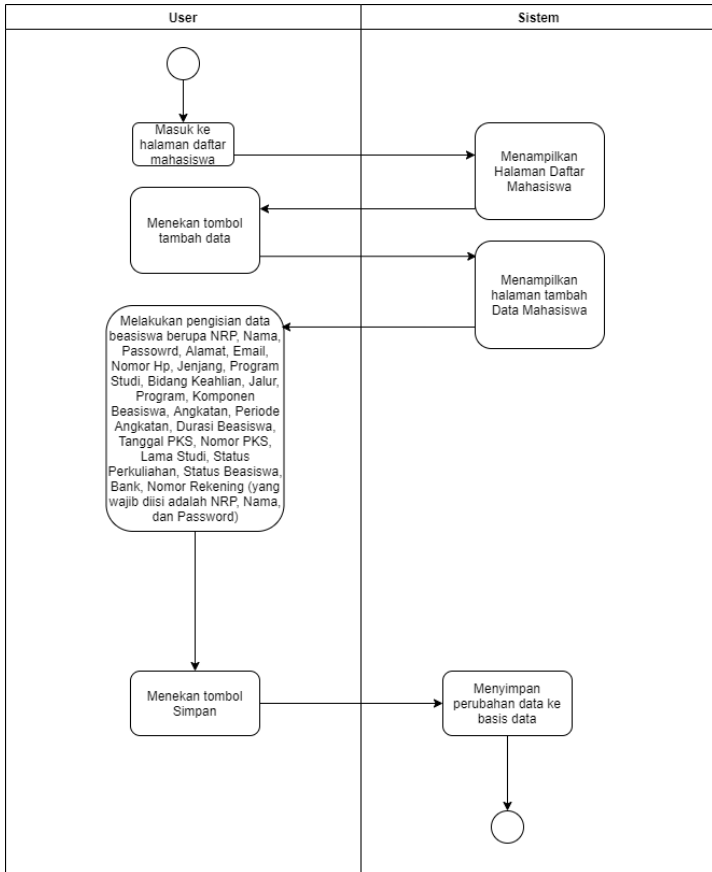 User
Sistem
Masuk ke
halaman daftar
mahasiswa
Menampilkan
Halaman Daftar
Mahasiswa
Menekan tombol
tambah data
Menampilkan
halaman tambah
Data Mahasiswa
Melakukan pengisian data
beasiswa berupa NRP, Nama,
Passowrd, Alamat, Email,
Nomor Hp, Jenjang, Program
Studi, Bidang Keahlian, Jalur,
Program, Komponen
Beasiswa, Angkatan, Periode
Angkatan, Durasi Beasiswa,
Tanggal PKS, Nomor PKS,
Lama Studi, Status
Perkuliahan, Status Beasiswa,
Bank, Nomor Rekening (yang
wajib diisi adalah NRP, Nama,
dan Password)
Menekan tombol
Simpan
Menyimpan
perubahan data ke
basis data